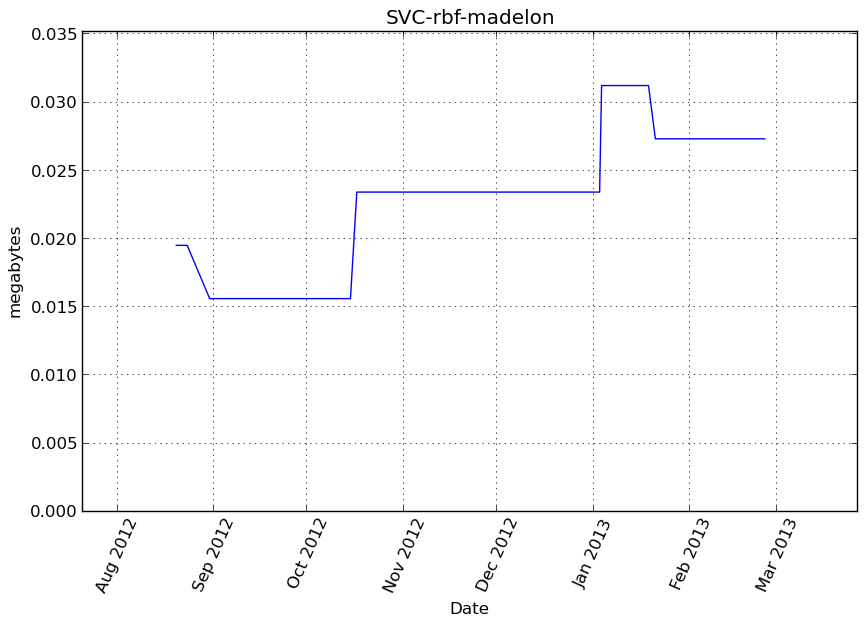 SVC-rbf-madelon
0.035
0.030
0.025
0.020
0.015
0.010
0.005
0.000
megabytes
Aug 2012
Sep 2012
Oct 2012
Nov 2012
Dec 2012
Jan 2013
Feb 2013
Mar 2013
Date